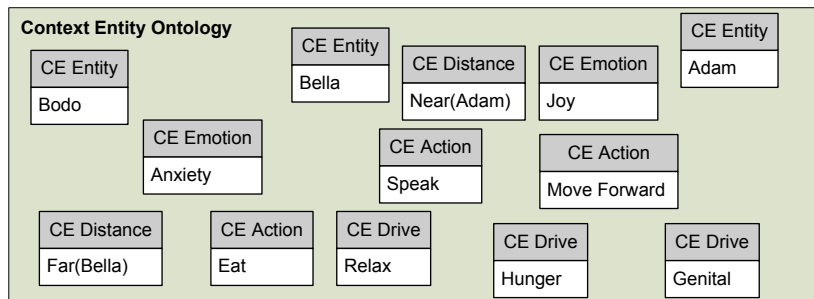 Context Entity Ontology
CE Entity
Bodo
CE Entity
Bella
CE Distance
Near(Adam)
CE Emotion
Joy
CE Entity
Adam
CE Emotion
Anxiety
CE Action
Speak
CE Action
Move Forward
CE Distance
Far(Bella)
CE Action
Eat
CE Drive
Relax
CE Drive
Hunger
CE Drive
Genital